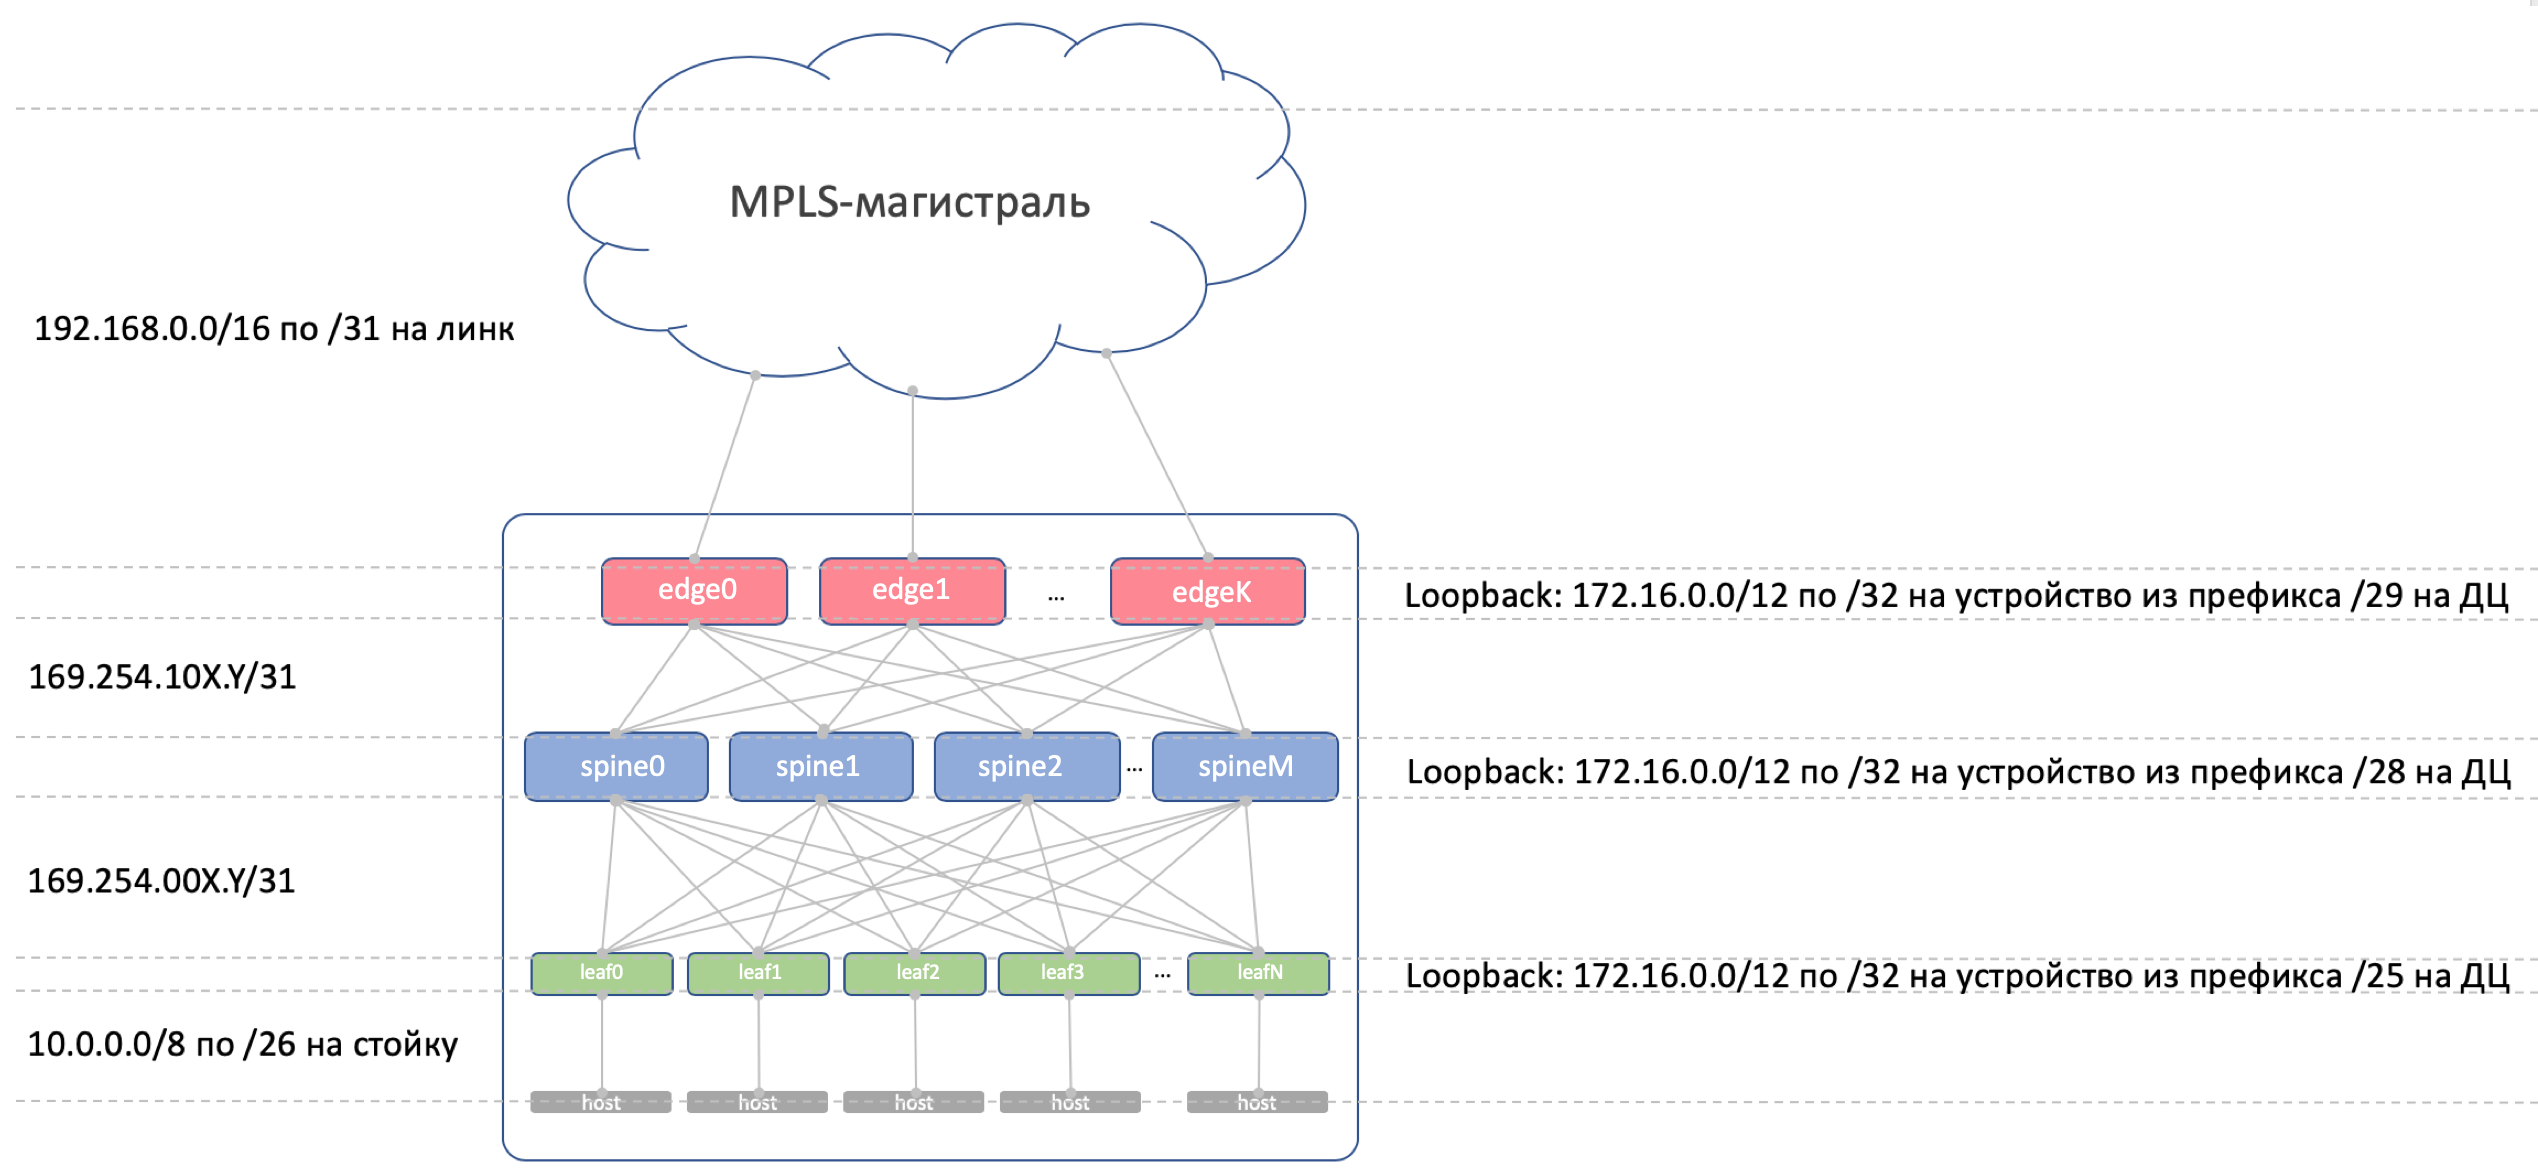 MPLS-магистраль
192.168.0.0/16 по /31 на линк
edge0 edge1 ... edgeK
Loopback: 172.16.0.0/12 по /32 на устройство из префикса /29 на ДЦ
169.254.10X.Y/31
spine0 spine1 spine2 ... spineM
Loopback: 172.16.0.0/12 по /32 на устройство из префикса /28 на ДЦ
169.254.00X.Y/31
leaf0 leaf1 leaf2 leaf3 ... leafN
Loopback: 172.16.0.0/12 по /32 на устройство из префикса /25 на ДЦ
10.0.0.0/8 по /26 на стойку
host host host host host